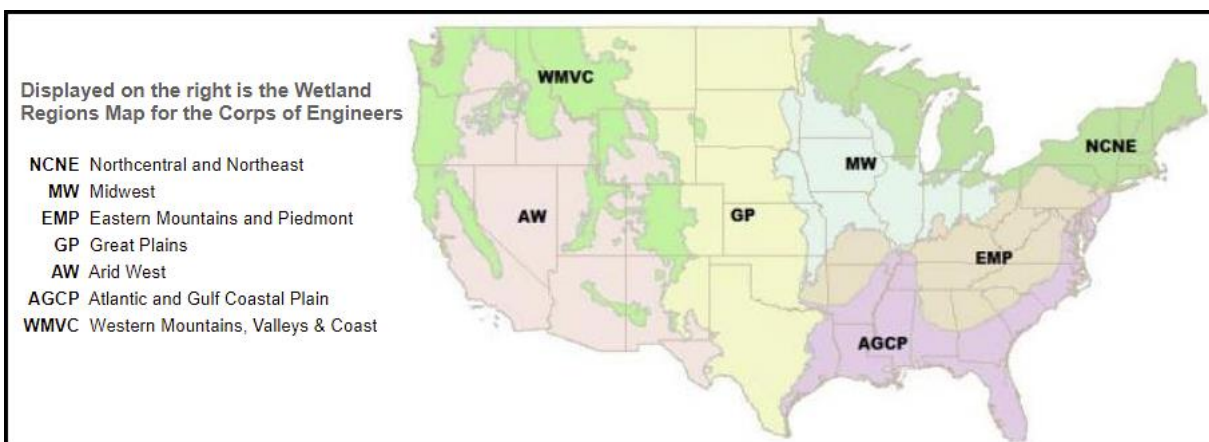 Displayed on the right is the Wetland
Regions Map for the Corps of Engineers
NCNE Northcentral and Northeast
MW Midwest
EMP Eastern Mountains and Piedmont
GP Great Plains
AW Arid West
AGCP Atlantic and Gulf Coastal Plain
WMVC Western Mountains, Valleys & Coast
WMVC
NCNE
MW
AW
GP
EMP
AGCP